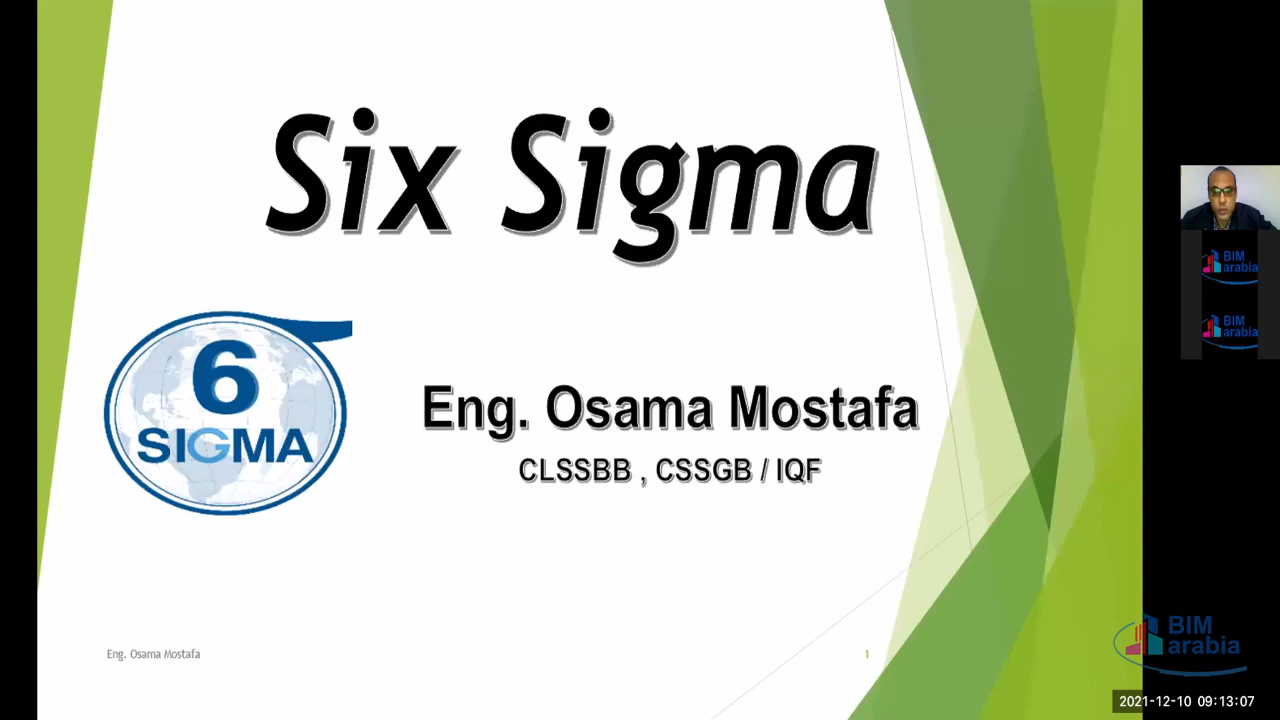 Six Sigma
6
SIGMA
Eng. Osama Mostafa
CLSSBB , CSSGB / IQF
Eng. Osama Mostafa
1
BIM
arabia
BIM
arabia
BIM
arabia
2021-12-10 09:13:07